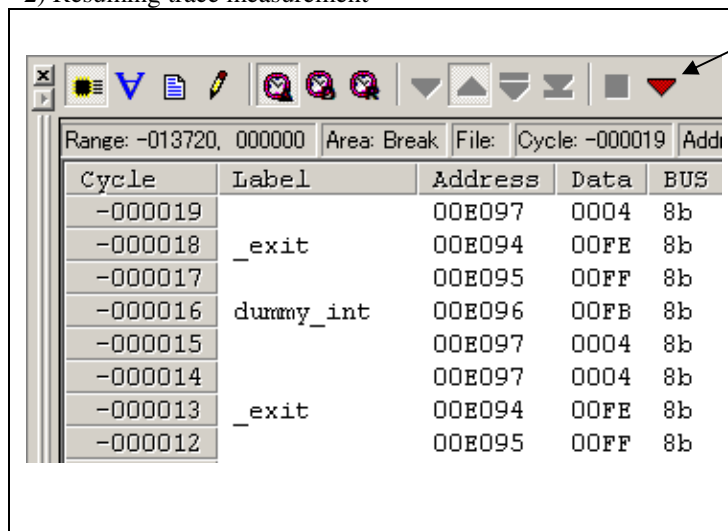 2) Resuming trace measurement
Range: -013720, 000000 Area: Break File: Cycle: -000019
Cycle Label Address Data BUS
-000019 00E097 0004 8b
-000018 _exit 00E094 00FE 8b
-000017 00E095 00FF 8b
-000016 dummy_int 00E096 00FB 8b
-000015 00E097 0004 8b
-000014 00E097 0004 8b
-000013 _exit 00E094 00FE 8b
-000012 00E095 00FF 8b